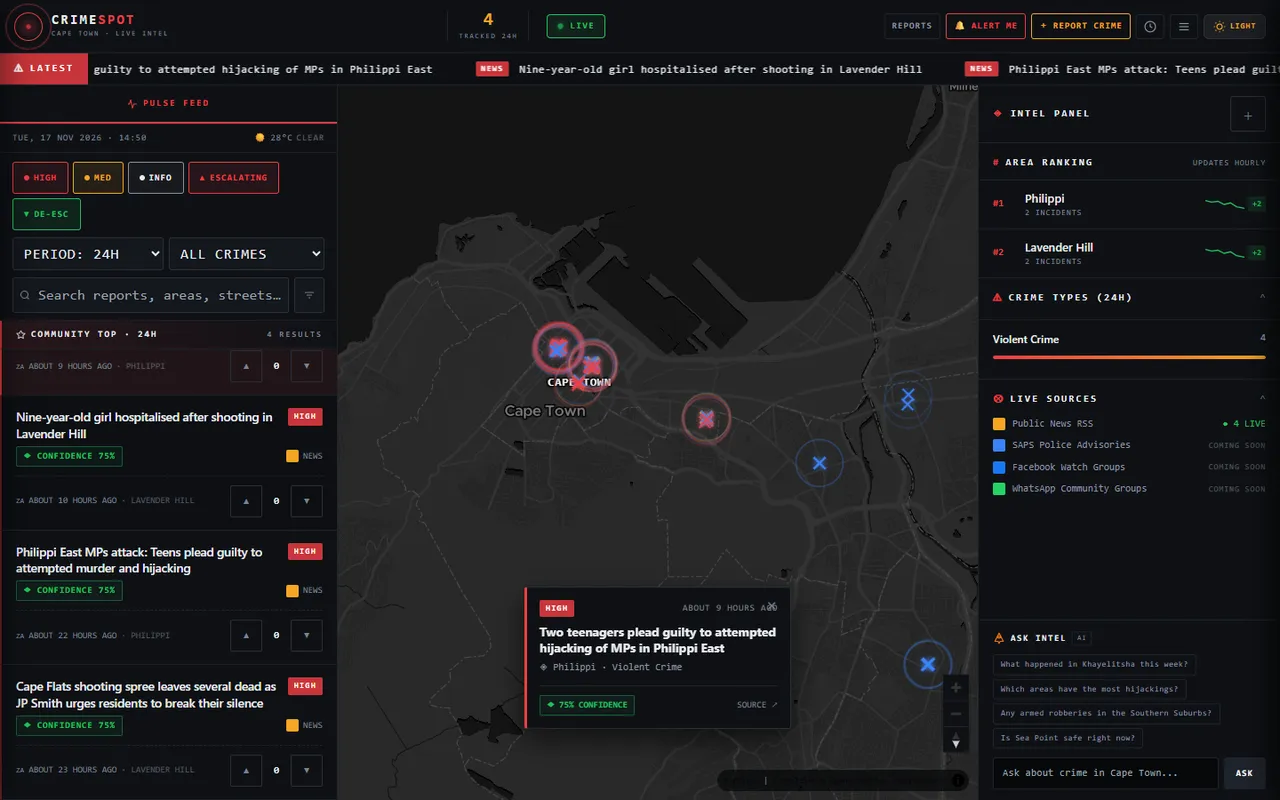 CRIMESPOT
CAPE TOWN · LIVE INTEL
4
TRACKED 24H
LIVE
REPORTS
ALERT ME
+ REPORT CRIME
LIGHT
LATEST
guilty to attempted hijacking of MPs in Philippi East
NEWS
Nine-year-old girl hospitalised after shooting in Lavender Hill
NEWS
Philippi East MPs attack: Teens plead
PULSE FEED
TUE, 17 NOV 2026 · 14:50
28°C CLEAR
HIGH
MED
INFO
▲ ESCALATING
▼ DE-ESC
PERIOD: 24H
ALL CRIMES
Search reports, areas, streets…
COMMUNITY TOP · 24H
4 RESULTS
ZA ABOUT 9 HOURS AGO · PHILIPPI
▲ 0 ▼
Nine-year-old girl hospitalised after shooting in
Lavender Hill
HIGH
CONFIDENCE 75%
NEWS
ZA ABOUT 10 HOURS AGO · LAVENDER HILL
▲ 0 ▼
Philippi East MPs attack: Teens plead guilty to
attempted murder and hijacking
HIGH
CONFIDENCE 75%
NEWS
ZA ABOUT 22 HOURS AGO · PHILIPPI
▲ 0 ▼
Cape Flats shooting spree leaves several dead as
JP Smith urges residents to break their silence
HIGH
CONFIDENCE 75%
NEWS
ZA ABOUT 23 HOURS AGO · LAVENDER HILL
▲ 0 ▼
CAPE TOWN
Cape Town
HIGH
ABOUT 9 HOURS AGO
Two teenagers plead guilty to attempted
hijacking of MPs in Philippi East
◈ Philippi · Violent Crime
75% CONFIDENCE
SOURCE ↗
+
−
INTEL PANEL
+
# AREA RANKING
UPDATES HOURLY
#1
Philippi
2 INCIDENTS
+2
#2
Lavender Hill
2 INCIDENTS
+2
CRIME TYPES (24H)
Violent Crime
4
LIVE SOURCES
Public News RSS
4 LIVE
SAPS Police Advisories
COMING SOON
Facebook Watch Groups
COMING SOON
WhatsApp Community Groups
COMING SOON
ASK INTEL
AI
What happened in Khayelitsha this week?
Which areas have the most hijackings?
Any armed robberies in the Southern Suburbs?
Is Sea Point safe right now?
Ask about crime in Cape Town...
ASK